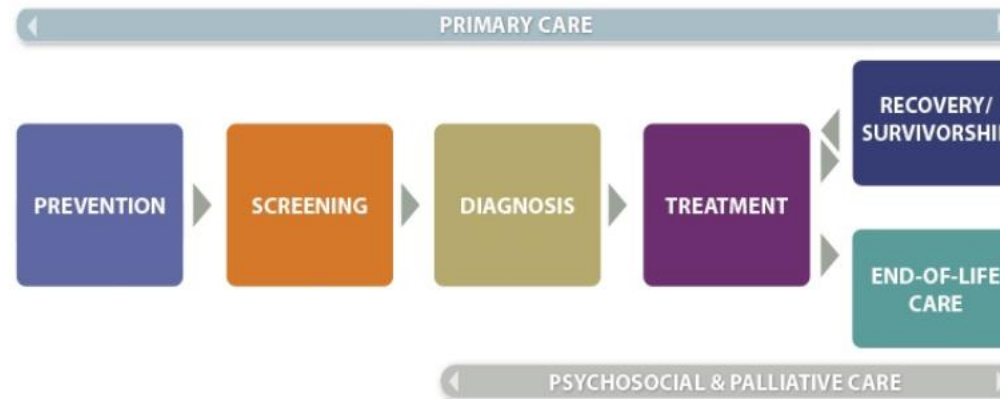 PRIMARY CARE
PREVENTION
SCREENING
DIAGNOSIS
TREATMENT
RECOVERY/
SURVIVORSHI
END-OF-LIFE
CARE
PSYCHOSOCIAL & PALLIATIVE CARE